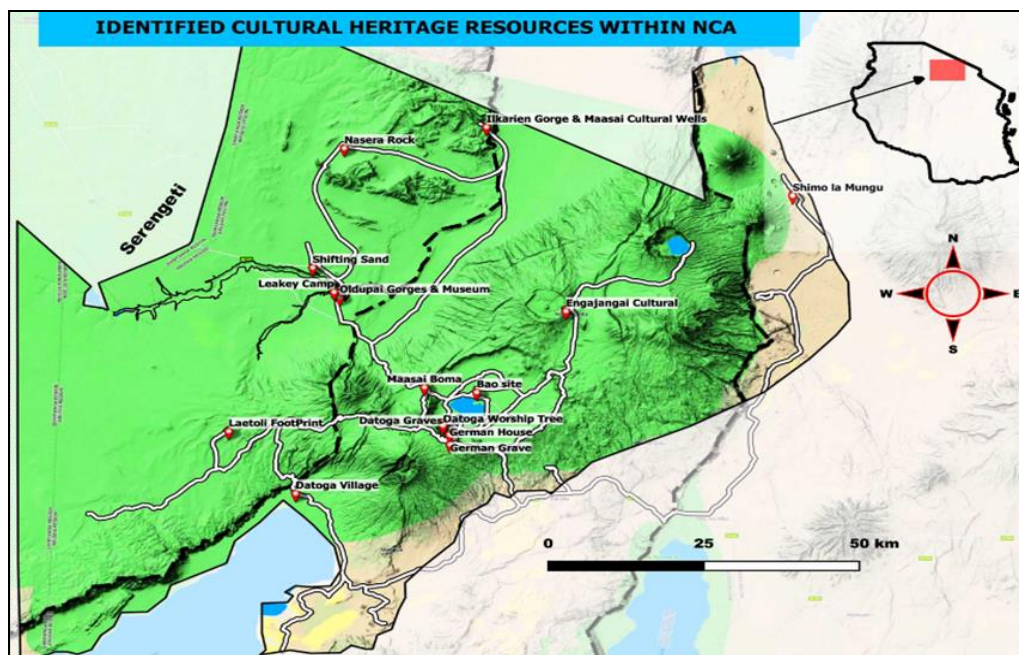 IDENTIFIED CULTURAL HERITAGE RESOURCES WITHIN NCA
Ilkarien Gorge & Maasai Cultural Wells
Nasera Rock
Shimo la Mungu
Serengeti
Shifting Sand
Leakey Camp
Oldupai Gorges & Museum
Engajangai Cultural
N
W
E
S
Maasai Boma
Bao site
Datoga Graves
Datoga Worship Tree
Laetoli FootPrint
German House
German Grave
Datoga Village
0 25 50 km